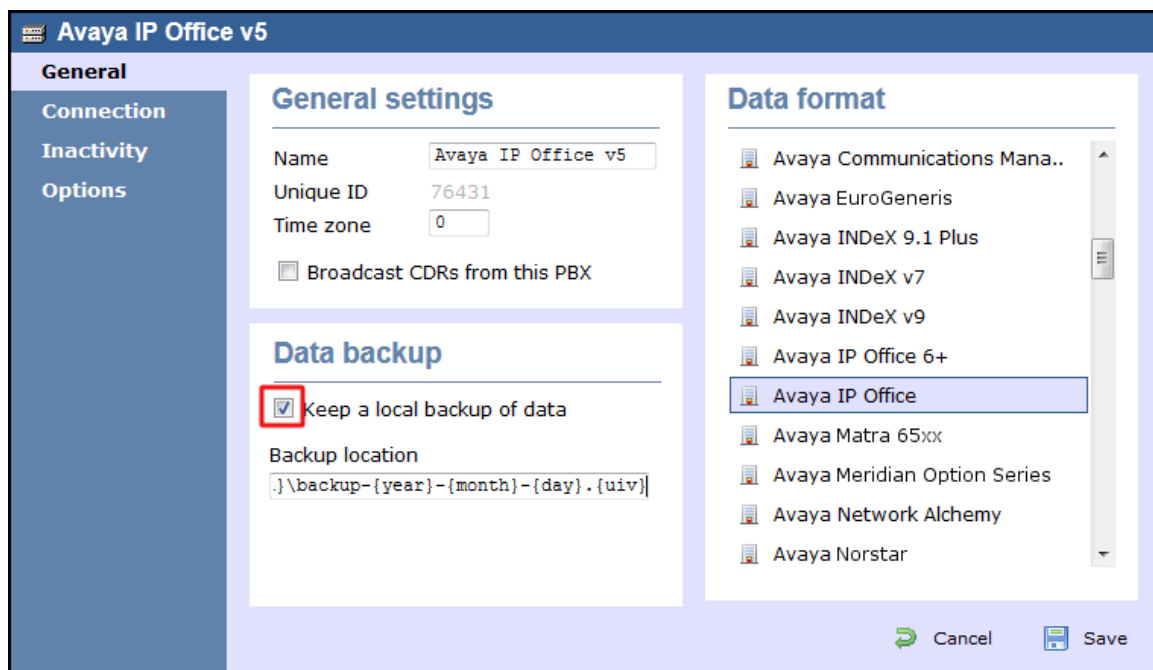 Avaya IP Office v5
General
Connection
Inactivity
Options
General settings
Name Avaya IP Office v5
Unique ID 76431
Time zone 0
Broadcast CDRs from this PBX
Data backup
Keep a local backup of data
Backup location
.}\backup-{year}-{month}-{day}.{uiv}
Data format
Avaya Communications Mana..
Avaya EuroGeneris
Avaya INDeX 9.1 Plus
Avaya INDeX v7
Avaya INDeX v9
Avaya IP Office 6+
Avaya IP Office
Avaya Matra 65xx
Avaya Meridian Option Series
Avaya Network Alchemy
Avaya Norstar
Cancel Save